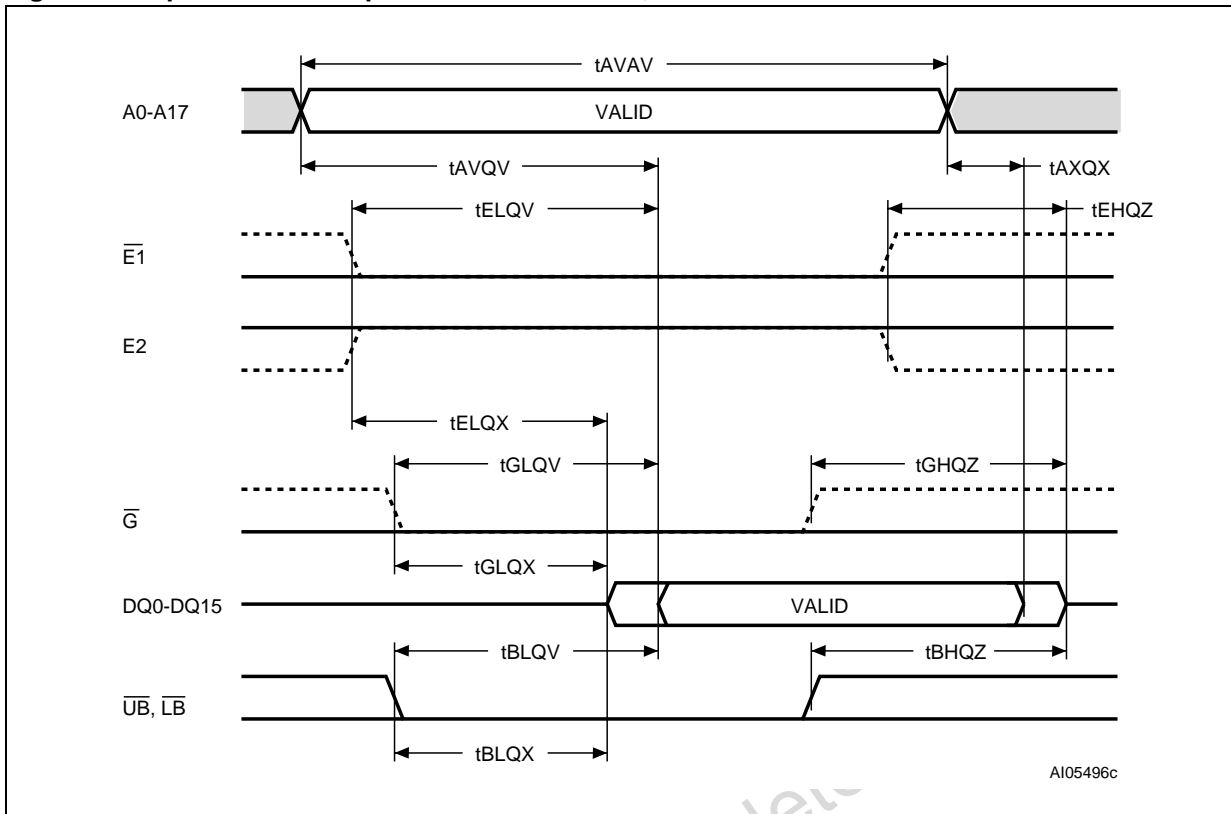 tAVAV
A0-A17
VALID
tAVQV
tAXQX
tELQV
tEHQZ
E1
E2
tELQX
tGLQV
tGHQZ
G
tGLQX
DQ0-DQ15
VALID
tBLQV
tBHQZ
UB, LB
tBLQX
AI05496c